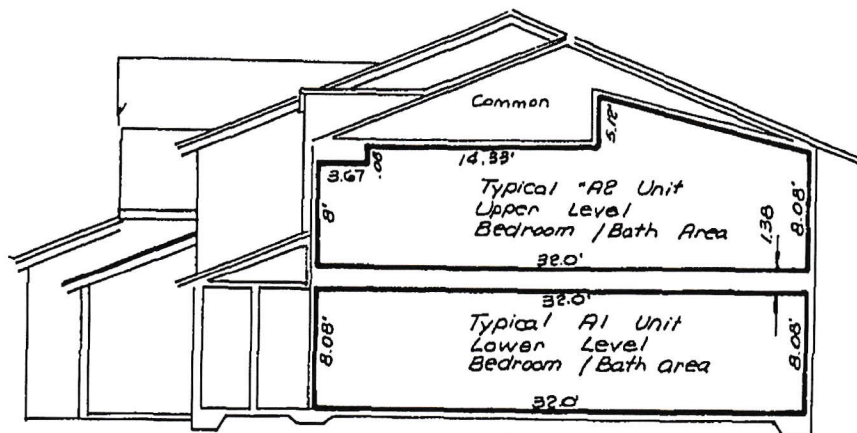 Common
5.12'
14.33'
.08'
3.67
Typical "A2 Unit
Upper Level
Bedroom / Bath Area
8'
8.08'
1.38
32.0'
32.0'
Typical A1 Unit
Lower Level
Bedroom / Bath area
8.08'
8.08'
32.0'